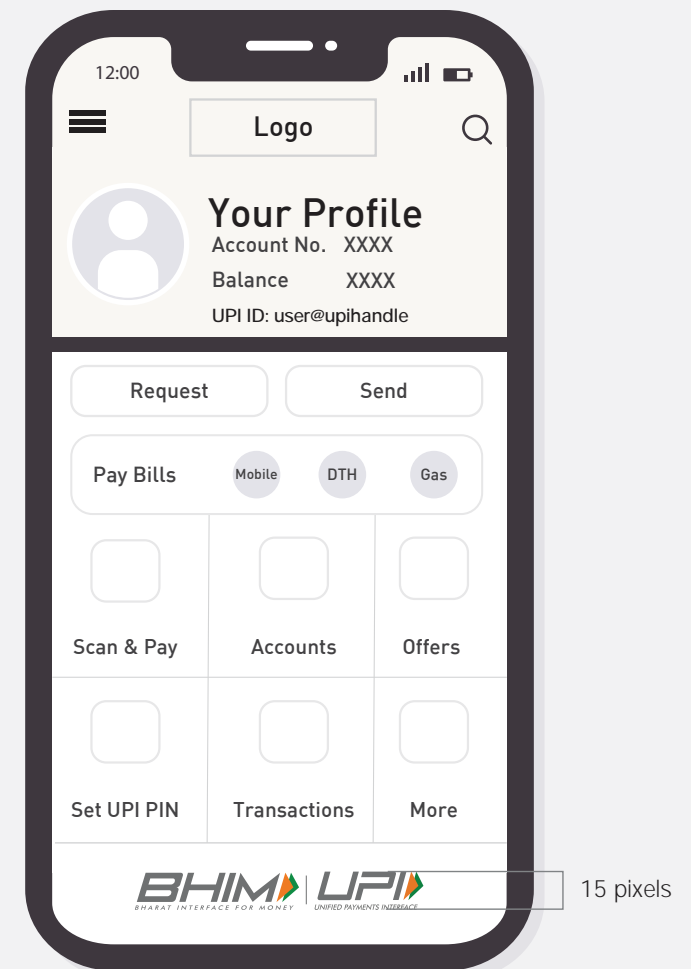 12:00
Logo
Your Profile
Account No. XXXX
Balance XXXX
UPI ID: user@upihandle
Request Send
Pay Bills Mobile DTH Gas
Scan & Pay Accounts Offers
Set UPI PIN Transactions More
BHIM UPI
BHARAT INTERFACE FOR MONEY UNIFIED PAYMENTS INTERFACE
15 pixels